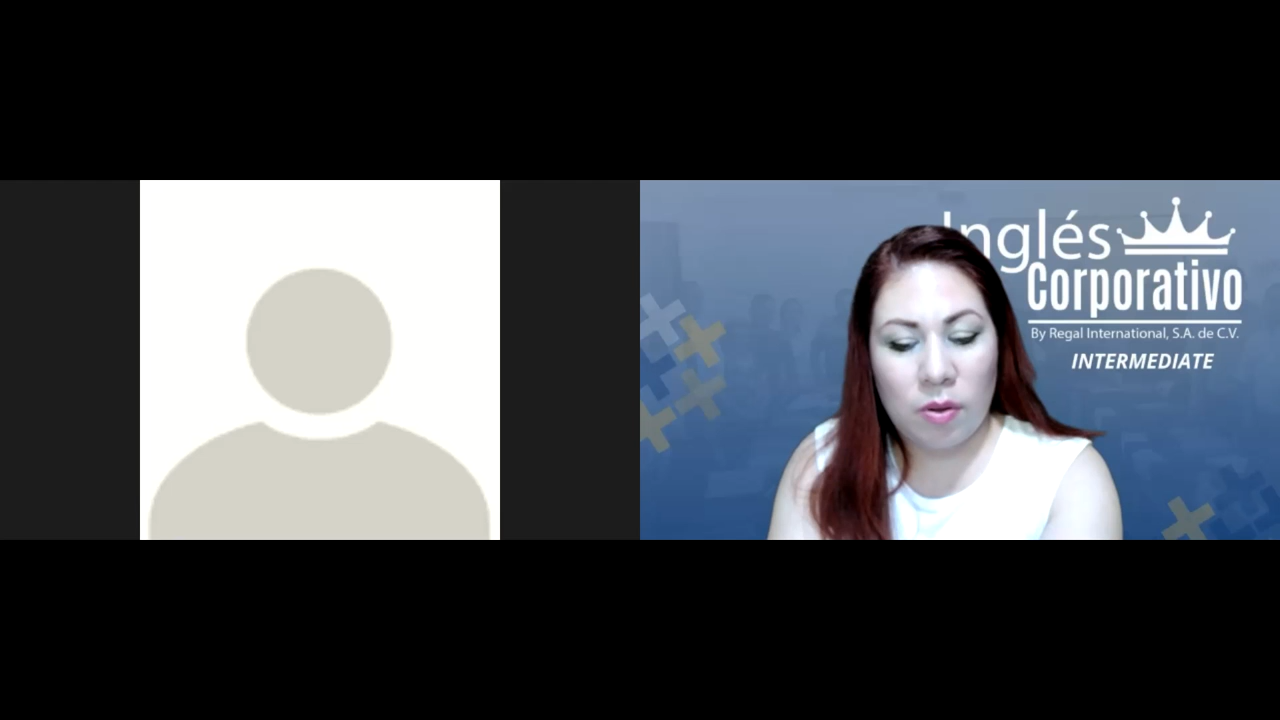 Inglés
Corporativo
By Regal International, S.A. de C.V.
INTERMEDIATE